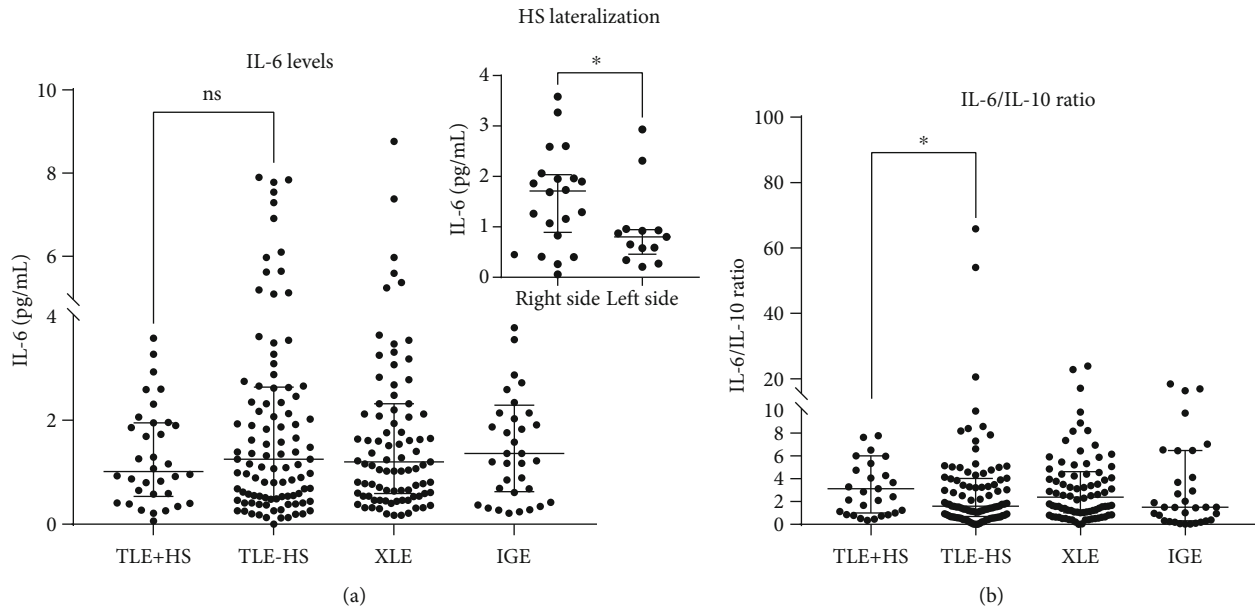 IL-6 levels
IL-6 (pg/mL)
10
8
6
4
2
0
ns
TLE+HS TLE-HS XLE IGE
HS lateralization
IL-6 (pg/mL)
4
3
2
1
0
*
Right side Left side
(a)
IL-6/IL-10 ratio
IL-6/IL-10 ratio
100
80
60
40
20
10
8
6
4
2
0
*
TLE+HS TLE-HS XLE IGE
(b)